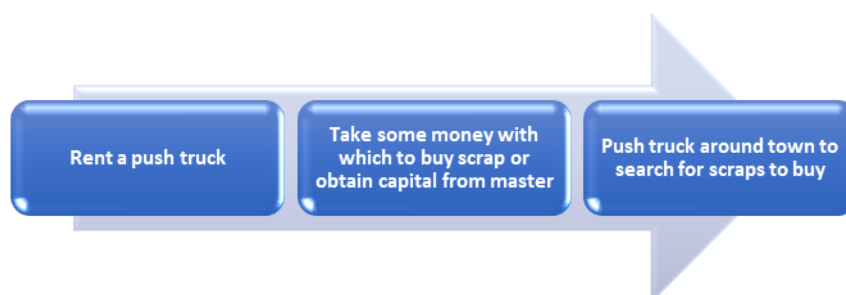 Rent a push truck
Take some money with
which to buy scrap or
obtain capital from master
Push truck around town to
search for scraps to buy